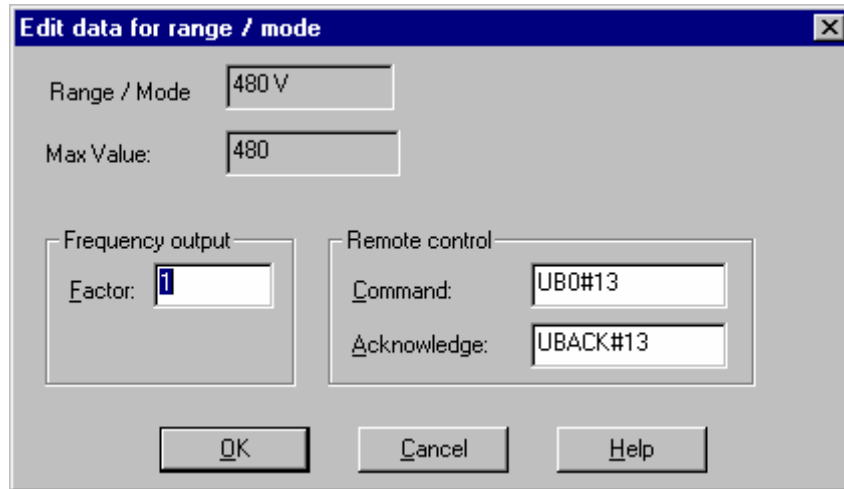 Edit data for range / mode
Range / Mode 480 V
Max Value: 480
Frequency output
Factor: 1
Remote control
Command: UB0#13
Acknowledge: UBACK#13
OK Cancel Help